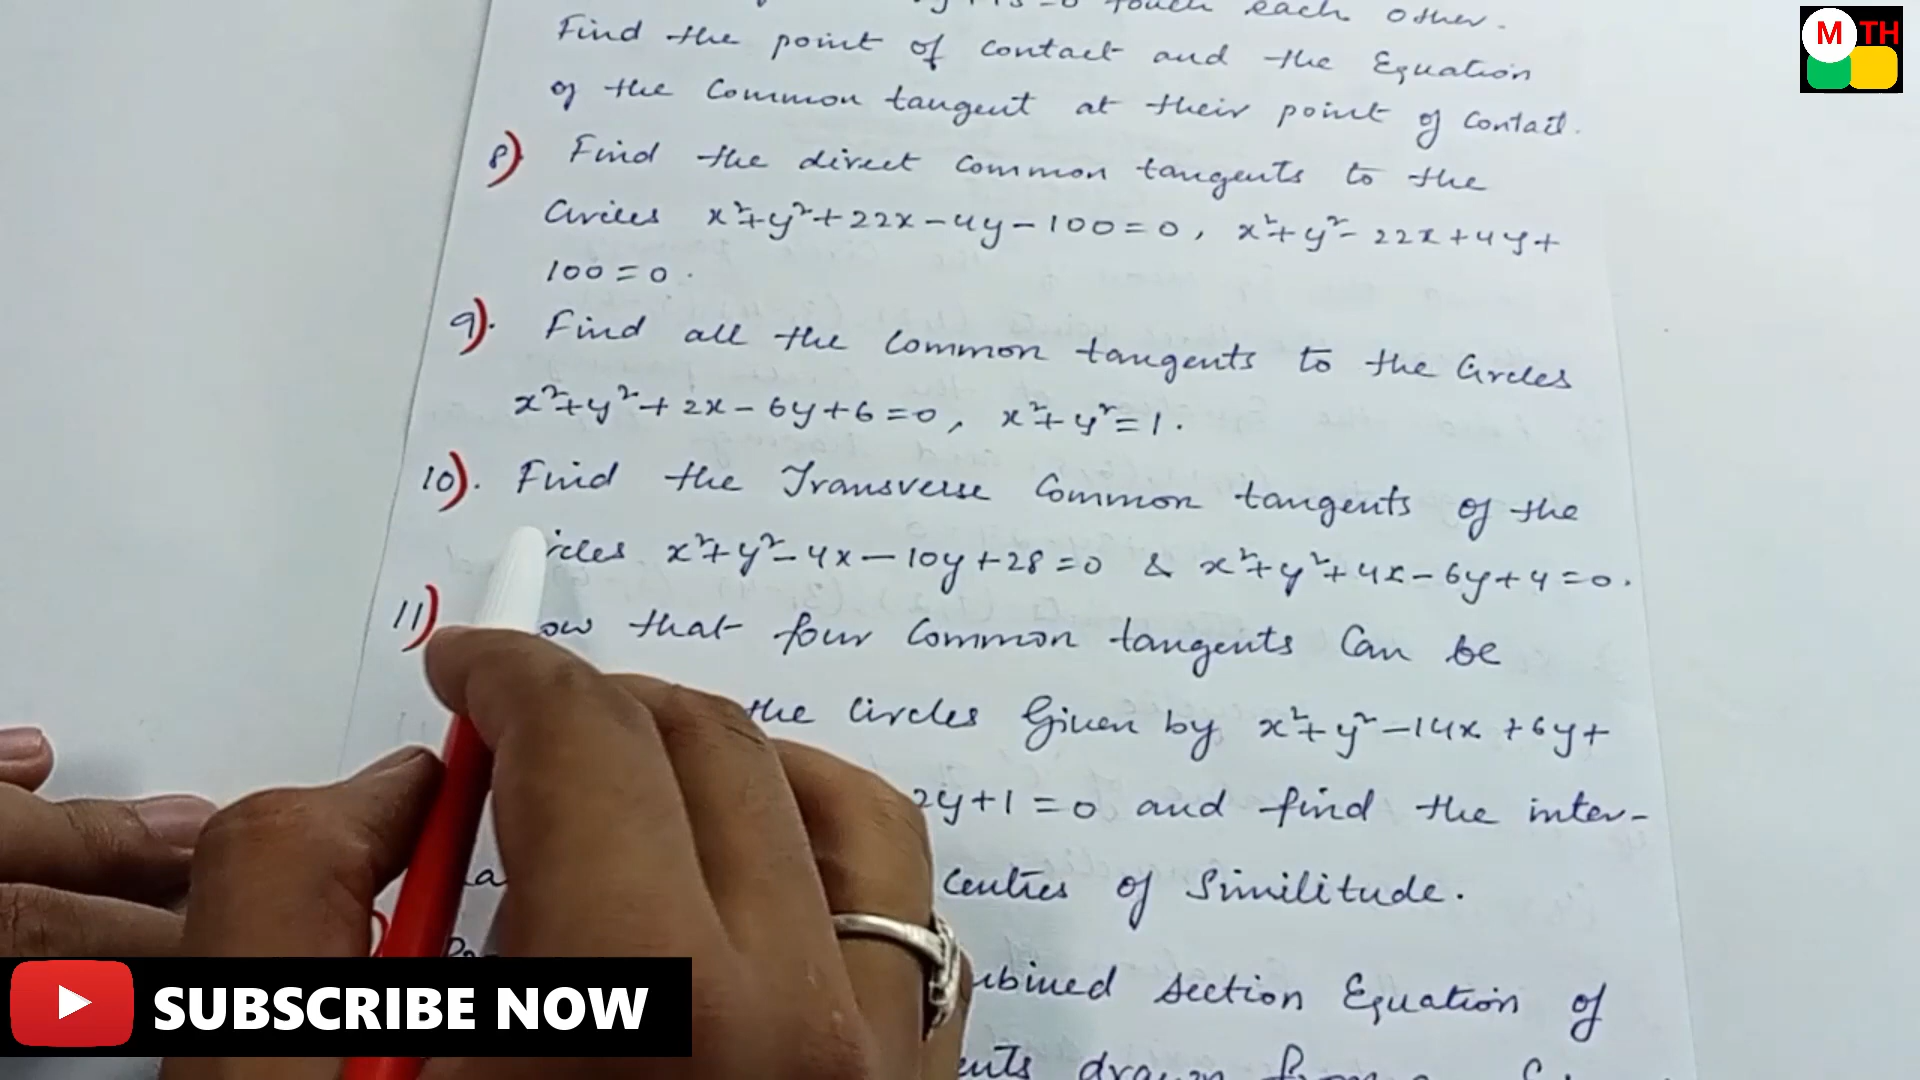 touch each other.
Find the point of contact and the Equation
of the Common tangent at their point of contact.
8) Find the direct common tangents to the
Circles x²+y²+22x-4y-100=0, x²+y²-22x+4y+
100=0.
9). Find all the common tangents to the Circles
x²+y²+2x-6y+6=0, x²+y²=1.
10). Find the Transverse Common tangents of the
ircles x²+y²-4x-10y+28=0 & x²+y²+4x-6y+4=0.
11) ow that four common tangents Can be
the circles Given by x²+y²-14x+6y+
2y+1=0 and find the inter-
Centres of Similitude.
section Equation of
drawn
M TH
SUBSCRIBE NOW